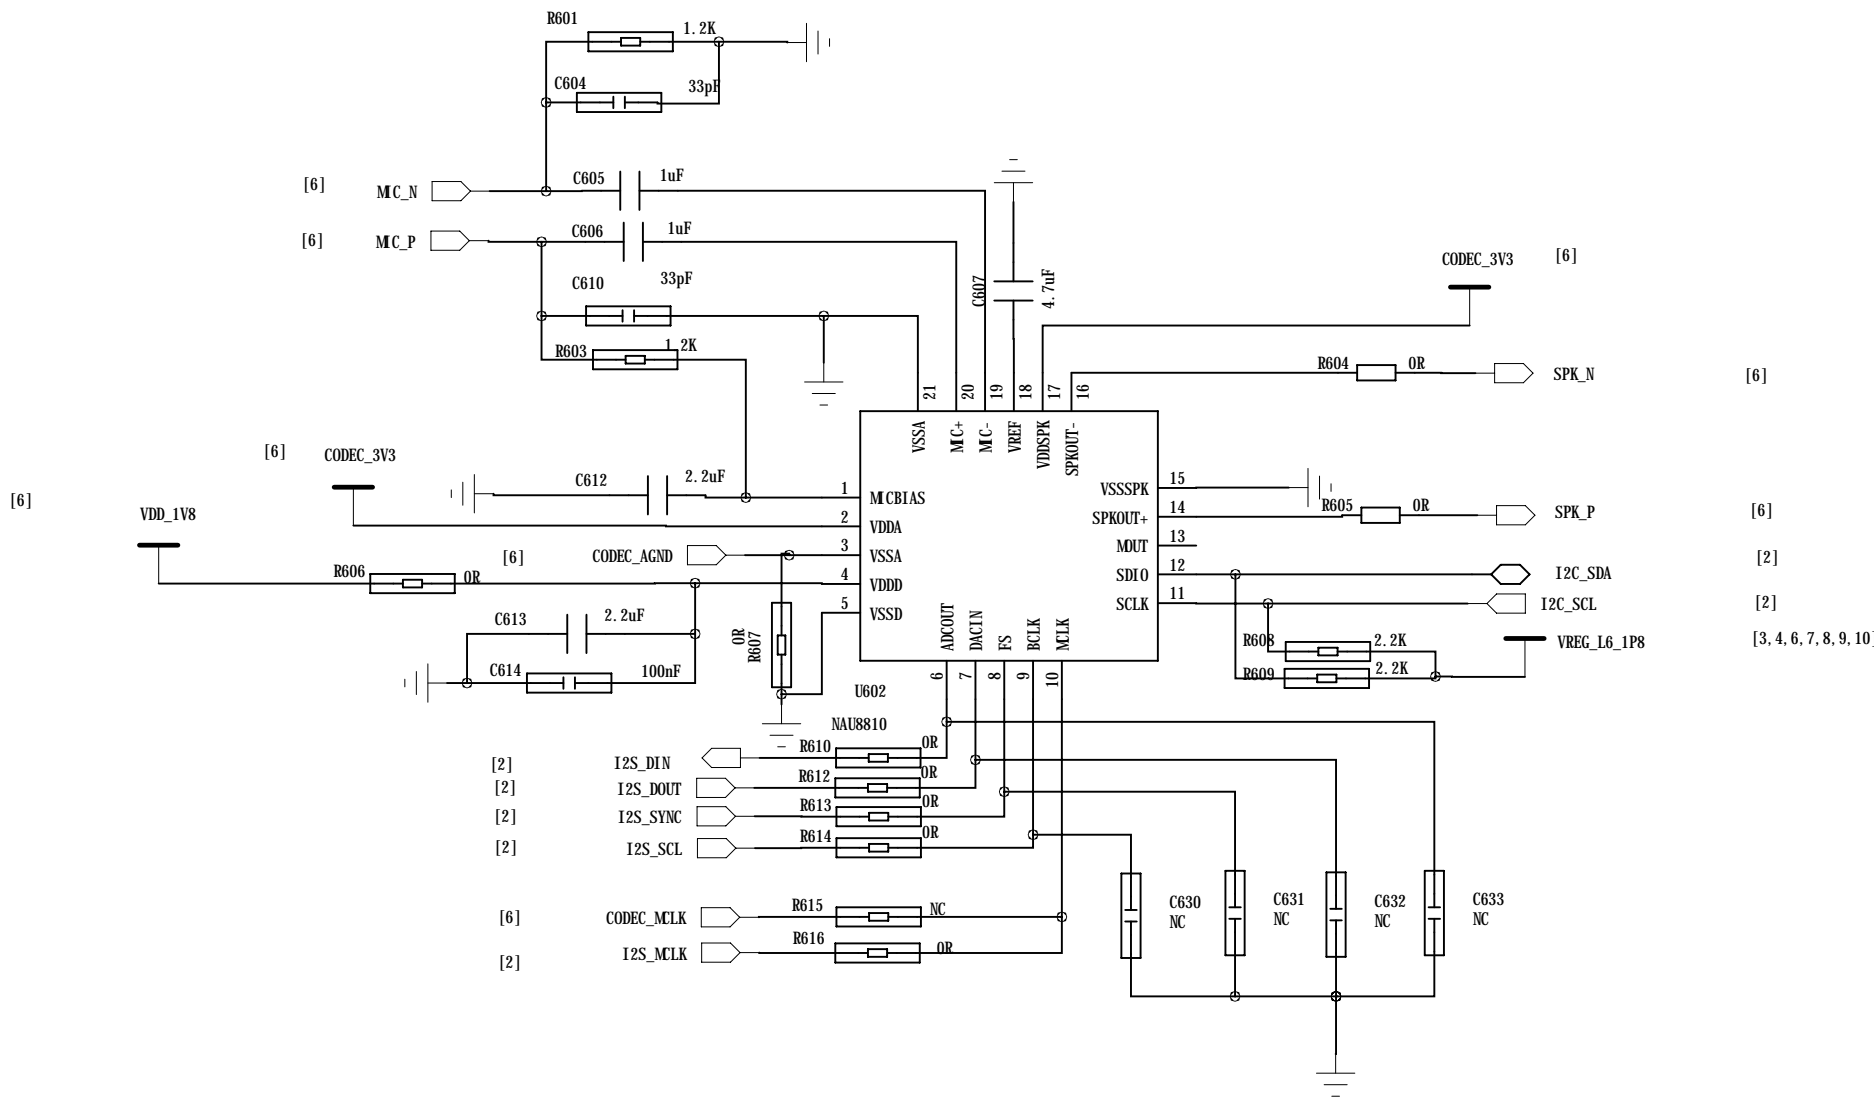 R601
1.2K
C604
33pF
C605
1uF
[6]
MIC_N
C606
1uF
[6]
MIC_P
C610
33pF
C607
4.7uF
CODEC_3V3
[6]
R603
1.2K
R604
0R
SPK_N
[6]
21
20
19
18
17
16
VSSA
MIC+
MIC-
VREF
VDDSPK
SPKOUT-
[6]
CODEC_3V3
C612
2.2uF
1
MICBIAS
VSSSPK
15
[6]
VDD_1V8
2
VDDA
SPKOUT+
14
R605
0R
SPK_P
[6]
[6]
CODEC_AGND
3
VSSA
MOUT
13
[2]
R606
0R
4
VDDD
SDIO
12
I2C_SDA
5
VSSD
SCLK
11
I2C_SCL
[2]
C613
2.2uF
0R
R607
ADCOUT
DACIN
FS
BCLK
MCLK
R608
2.2K
VREG_L6_1P8
[3,4,6,7,8,9,10
C614
100nF
6
7
8
9
10
R609
2.2K
U602
NAU8810
[2]
I2S_DIN
R610
0R
[2]
I2S_DOUT
R612
0R
[2]
I2S_SYNC
R613
0R
[2]
I2S_SCL
R614
0R
[6]
CODEC_MCLK
R615
NC
[2]
I2S_MCLK
R616
0R
C630
NC
C631
NC
C632
NC
C633
NC